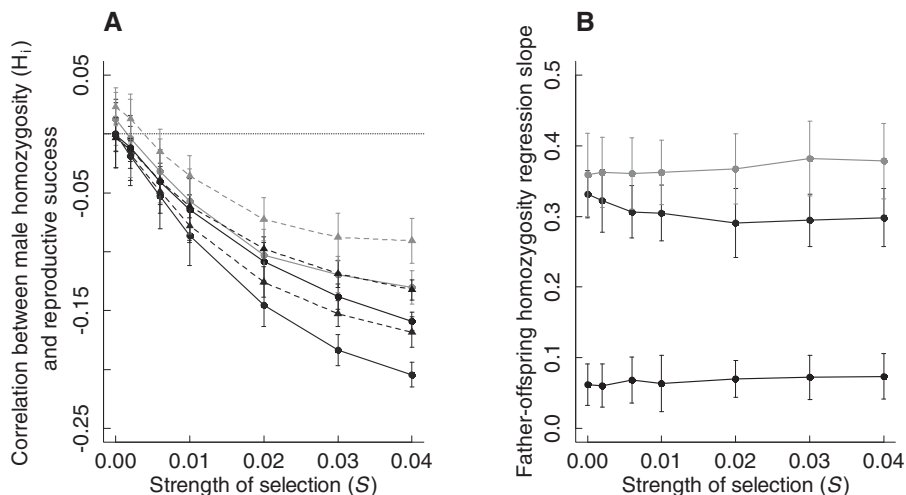 A
Correlation between male homozygosity (Hi)
and reproductive success
0.05
-0.05
-0.15
-0.25
0.00 0.01 0.02 0.03 0.04
Strength of selection (S)
B
Father-offspring homozygosity regression slope
0.5
0.4
0.3
0.2
0.1
0.0
0.00 0.01 0.02 0.03 0.04
Strength of selection (S)